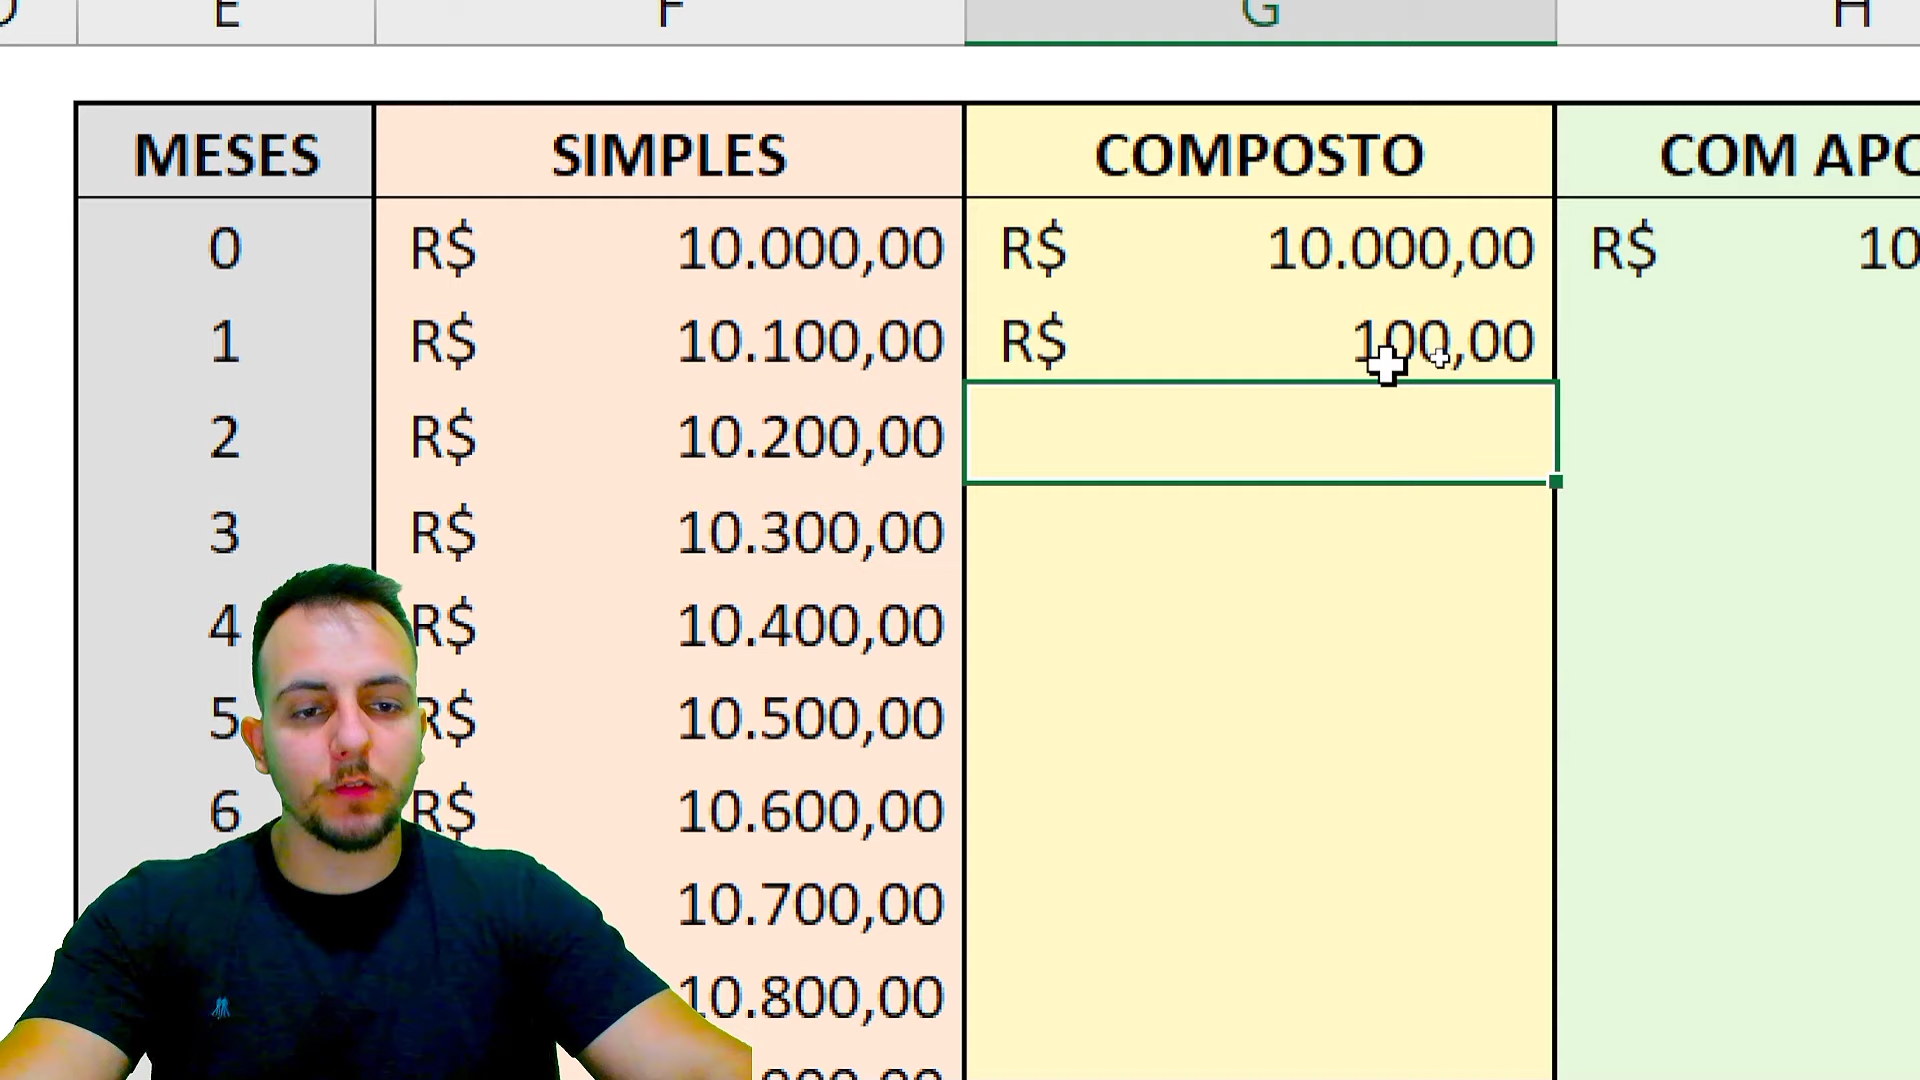 E F G H
MESES SIMPLES COMPOSTO COM
0 R$ 10.000,00 R$ 10.000,00 R$ 10
1 R$ 10.100,00 R$ 100,00
2 R$ 10.200,00
3 R$ 10.300,00
4 R$ 10.400,00
5 R$ 10.500,00
6 R$ 10.600,00
10.700,00
10.800,00